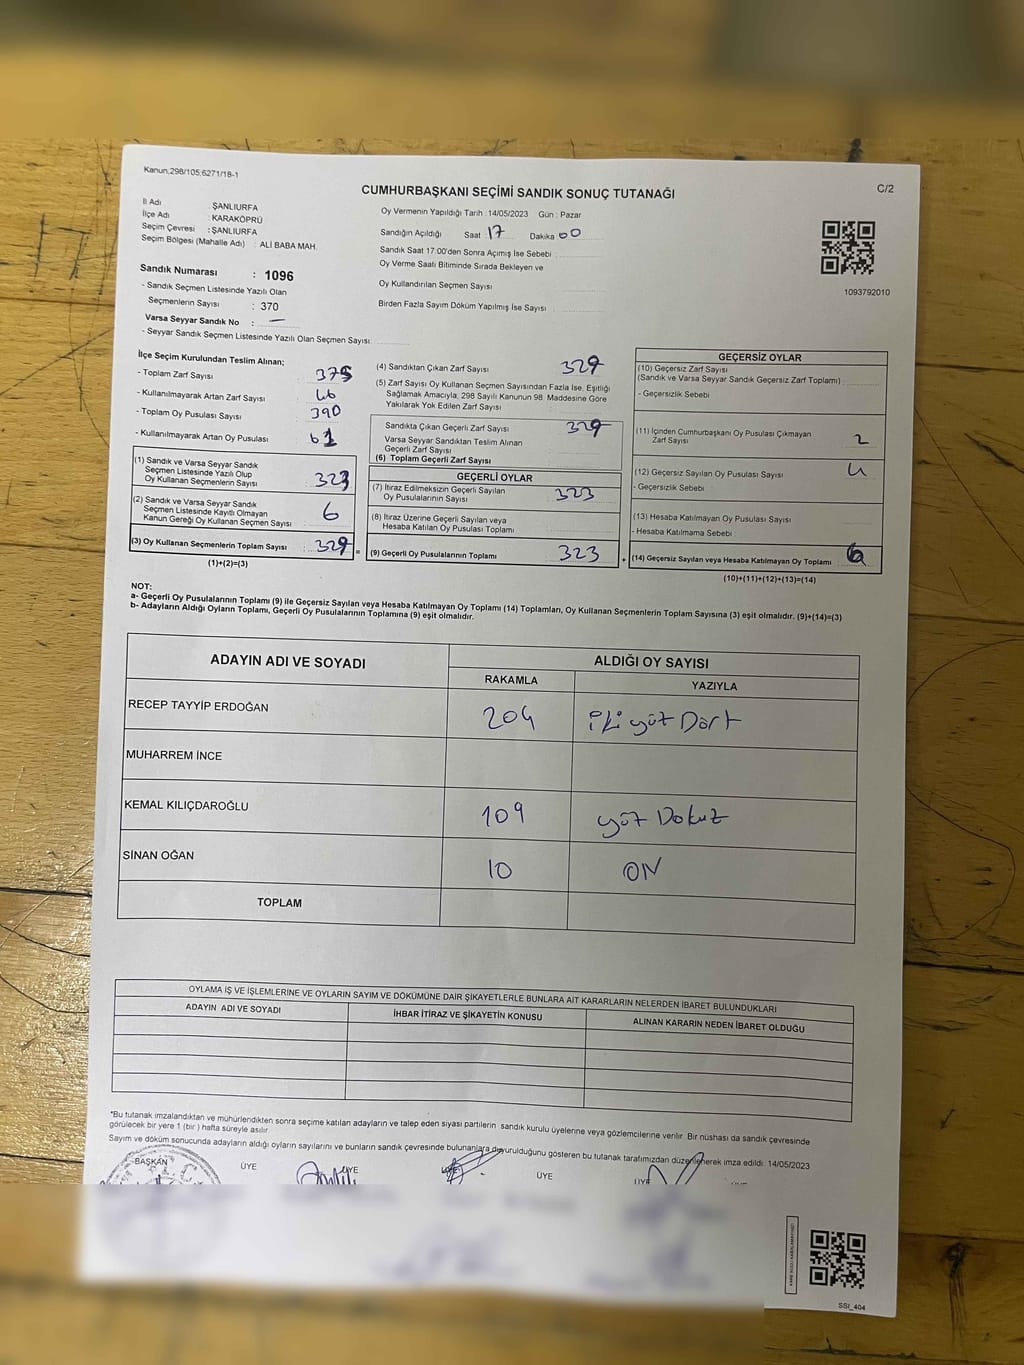 Kanun;298/105;6271/18-1
CUMHURBAŞKANI SEÇİMİ SANDIK SONUÇ TUTANAĞI
C/2
İl Adı : ŞANLIURFA
İlçe Adı : KARAKÖPRÜ
Seçim Çevresi : ŞANLIURFA
Seçim Bölgesi (Mahalle Adı) : ALİ BABA MAH.
Oy Vermenin Yapıldığı Tarih :14/05/2023 Gün : Pazar
Sandığın Açıldığı Saat 17 Dakika 00
Sandık Saat 17:00'den Sonra Açımış İse Sebebi
Oy Verme Saati Bitiminde Sırada Bekleyen ve
Oy Kullandırılan Seçmen Sayısı
Birden Fazla Sayım Döküm Yapılmış İse Sayısı
1093792010
Sandık Numarası : 1096
- Sandık Seçmen Listesinde Yazılı Olan
Seçmenlerin Sayısı : 370
Varsa Seyyar Sandık No : —
- Seyyar Sandık Seçmen Listesinde Yazılı Olan Seçmen Sayısı:
İlçe Seçim Kurulundan Teslim Alınan;
- Toplam Zarf Sayısı : 375
- Kullanılmayarak Artan Zarf Sayısı : 46
- Toplam Oy Pusulası Sayısı : 390
- Kullanılmayarak Artan Oy Pusulası : 61
(1) Sandık ve Varsa Seyyar Sandık
Seçmen Listesinde Yazılı Olup
Oy Kullanan Seçmenlerin Sayısı : 323
(2) Sandık ve Varsa Seyyar Sandık
Seçmen Listesinde Kayıtlı Olmayan
Kanun Gereği Oy Kullanan Seçmen Sayısı : 6
(3) Oy Kullanan Seçmenlerin Toplam Sayısı : 329
(1)+(2)=(3)
(4) Sandıktan Çıkan Zarf Sayısı : 329
(5) Zarf Sayısı Oy Kullanan Seçmen Sayısından Fazla İse, Eşitliği
Sağlamak Amacıyla, 298 Sayılı Kanunun 98. Maddesine Göre
Yakılarak Yok Edilen Zarf Sayısı :
Sandıkta Çıkan Geçerli Zarf Sayısı : 329
Varsa Seyyar Sandıktan Teslim Alınan
Geçerli Zarf Sayısı :
(6) Toplam Geçerli Zarf Sayısı
GEÇERLİ OYLAR
(7) İtiraz Edilmeksizin Geçerli Sayılan
Oy Pusulalarının Sayısı : 323
(8) İtiraz Üzerine Geçerli Sayılan veya
Hesaba Katılan Oy Pusulası Toplamı :
(9) Geçerli Oy Pusulalarının Toplamı : 323
GEÇERSİZ OYLAR
(10) Geçersiz Zarf Sayısı
(Sandık ve Varsa Seyyar Sandık Geçersiz Zarf Toplamı)
- Geçersizlik Sebebi
(11) İçinden Cumhurbaşkanı Oy Pusulası Çıkmayan
Zarf Sayısı 2
(12) Geçersiz Sayılan Oy Pusulası Sayısı : 4
- Geçersizlik Sebebi
(13) Hesaba Katılmayan Oy Pusulası Sayısı
- Hesaba Katılmama Sebebi
(14) Geçersiz Sayılan veya Hesaba Katılmayan Oy Toplamı : 6
(10)+(11)+(12)+(13)=(14)
NOT:
a- Geçerli Oy Pusulalarının Toplamı (9) ile Geçersiz Sayılan veya Hesaba Katılmayan Oy Toplamı (14) Toplamları, Oy Kullanan Seçmenlerin Toplam Sayısına (3) eşit olmalıdır. (9)+(14)=(3)
b- Adayların Aldığı Oyların Toplamı, Geçerli Oy Pusulalarının Toplamına (9) eşit olmalıdır.
ADAYIN ADI VE SOYADI
ALDIĞI OY SAYISI
RAKAMLA YAZIYLA
RECEP TAYYİP ERDOĞAN 204 iki yüz Dört
MUHARREM İNCE
KEMAL KILIÇDAROĞLU 109 yüz Dokuz
SİNAN OĞAN 10 ON
TOPLAM
OYLAMA İŞ VE İŞLEMLERİNE VE OYLARIN SAYIM VE DÖKÜMÜNE DAİR ŞİKAYETLERLE BUNLARA AİT KARARLARIN NELERDEN İBARET BULUNDUKLARI
ADAYIN ADI VE SOYADI İHBAR İTİRAZ VE ŞİKAYETİN KONUSU ALINAN KARARIN NEDEN İBARET OLDUĞU
*Bu tutanak imzalandıktan ve mühürlendikten sonra seçime katılan adayların ve talep eden siyasi partilerin sandık kurulu üyelerine veya gözlemcilerine verilir. Bir nüshası da sandık çevresinde
görülecek bir yere 1 (bir ) hafta süreyle asılır.
Sayım ve döküm sonucunda adayların aldığı oyların sayılarını ve bunların sandık çevresinde bulunanlara duyurulduğunu gösteren bu tutanak tarafımızdan düzenlenerek imza edildi. 14/05/2023
BAŞKAN ÜYE ÜYE ÜYE ÜYE ÜYE
SSI_404